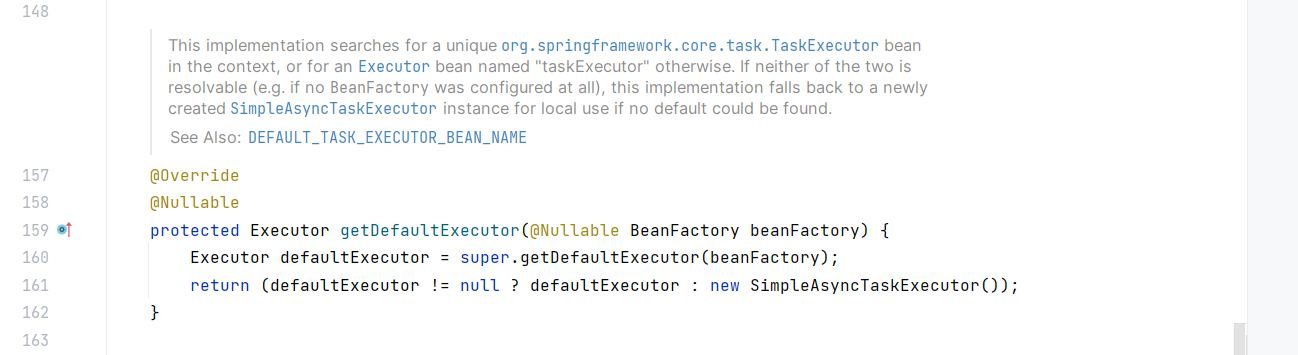 148
This implementation searches for a unique org.springframework.core.task.TaskExecutor bean
in the context, or for an Executor bean named "taskExecutor" otherwise. If neither of the two is
resolvable (e.g. if no BeanFactory was configured at all), this implementation falls back to a newly
created SimpleAsyncTaskExecutor instance for local use if no default could be found.
See Also: DEFAULT_TASK_EXECUTOR_BEAN_NAME
157 @Override
158 @Nullable
159 protected Executor getDefaultExecutor(@Nullable BeanFactory beanFactory) {
160 Executor defaultExecutor = super.getDefaultExecutor(beanFactory);
161 return (defaultExecutor != null ? defaultExecutor : new SimpleAsyncTaskExecutor());
162 }
163